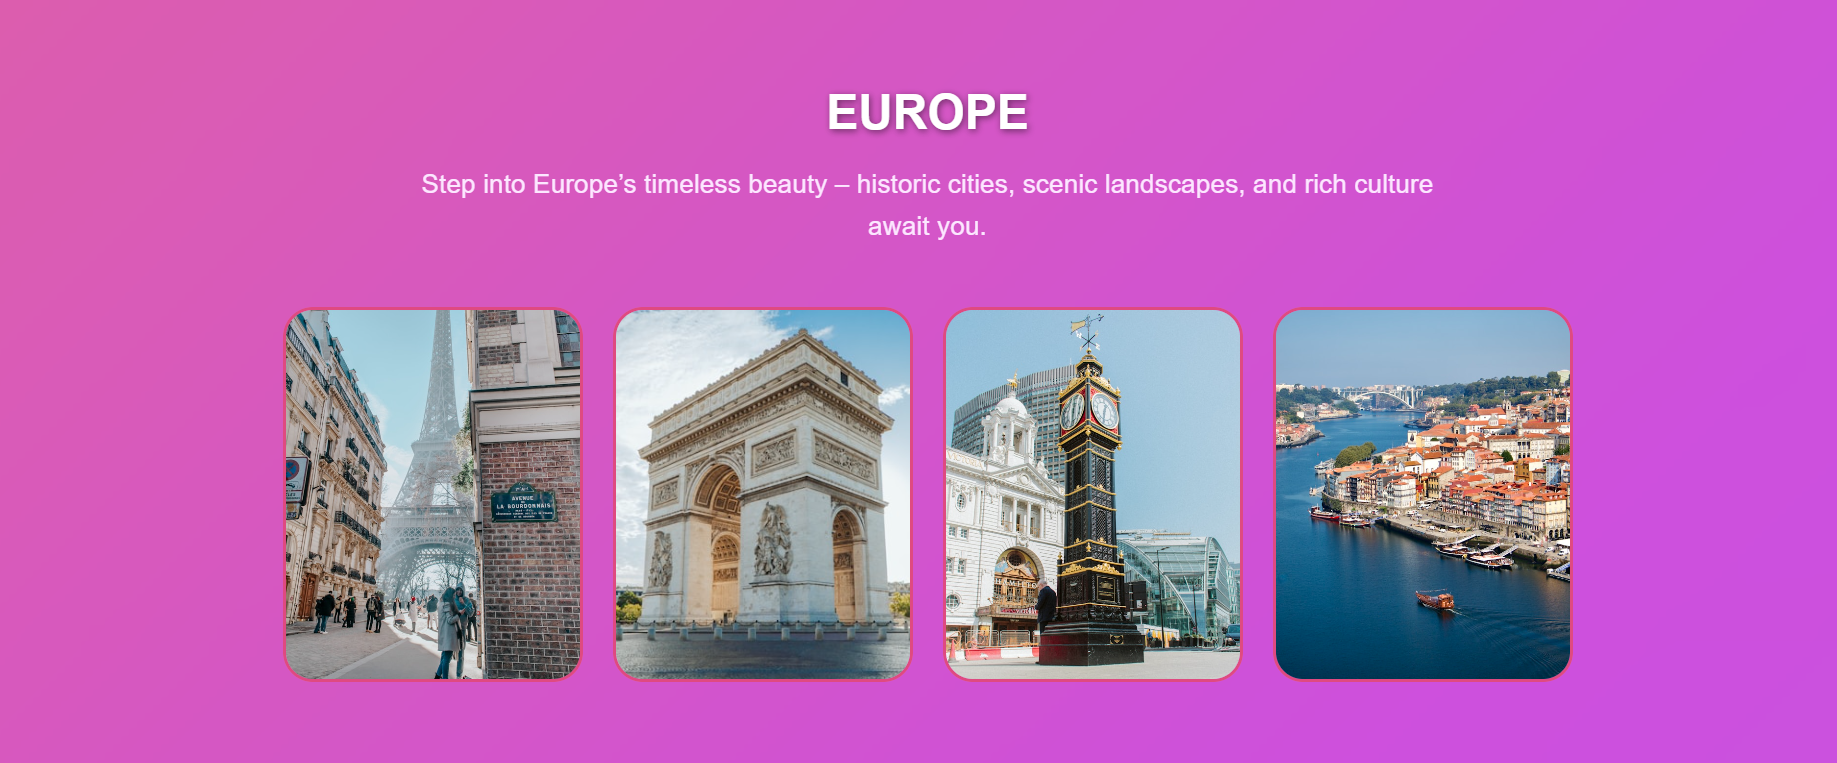 EUROPE
Step into Europe’s timeless beauty – historic cities, scenic landscapes, and rich culture
await you.
AVENUE
LA BOURDONNAIS